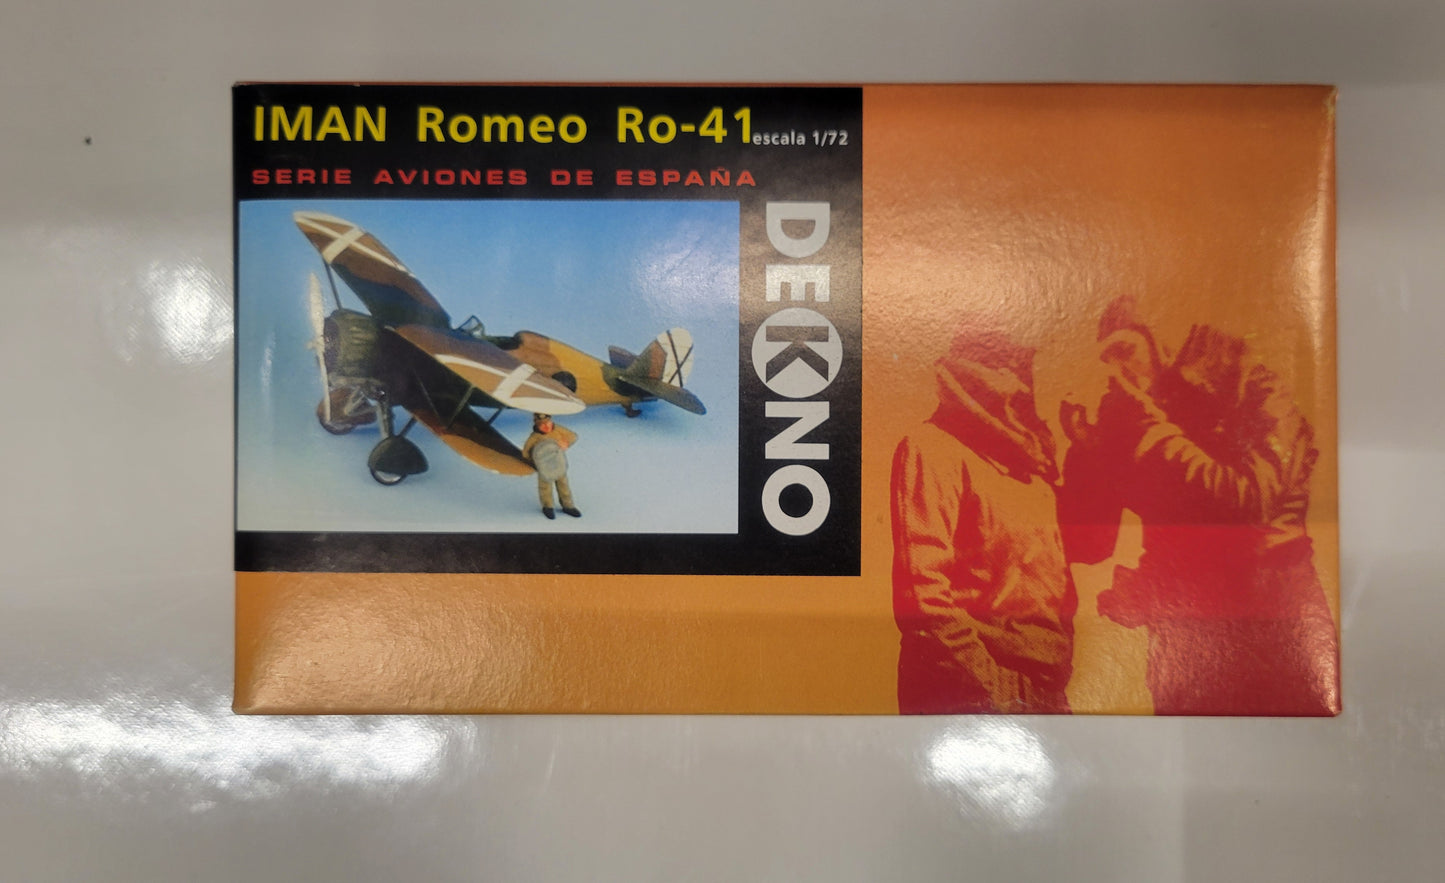 IMAN Romeo Ro-41 escala 1/72
SERIE AVIONES DE ESPAÑA
DEKNO